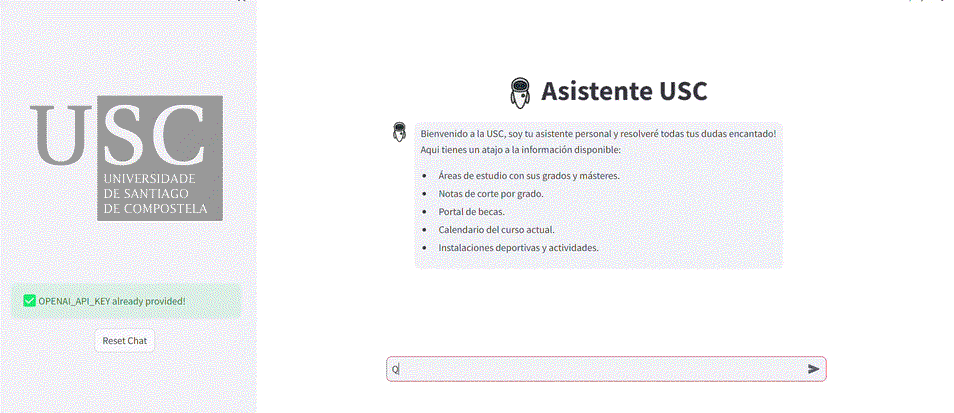 USC
UNIVERSIDADE
DE SANTIAGO
DE COMPOSTELA
OPENAI_API_KEY already provided!
Reset Chat
Asistente USC
Bienvenido a la USC, soy tu asistente personal y resolveré todas tus dudas encantado!
Aquí tienes un atajo a la información disponible:
• Áreas de estudio con sus grados y másteres.
• Notas de corte por grado.
• Portal de becas.
• Calendario del curso actual.
• Instalaciones deportivas y actividades.
Q